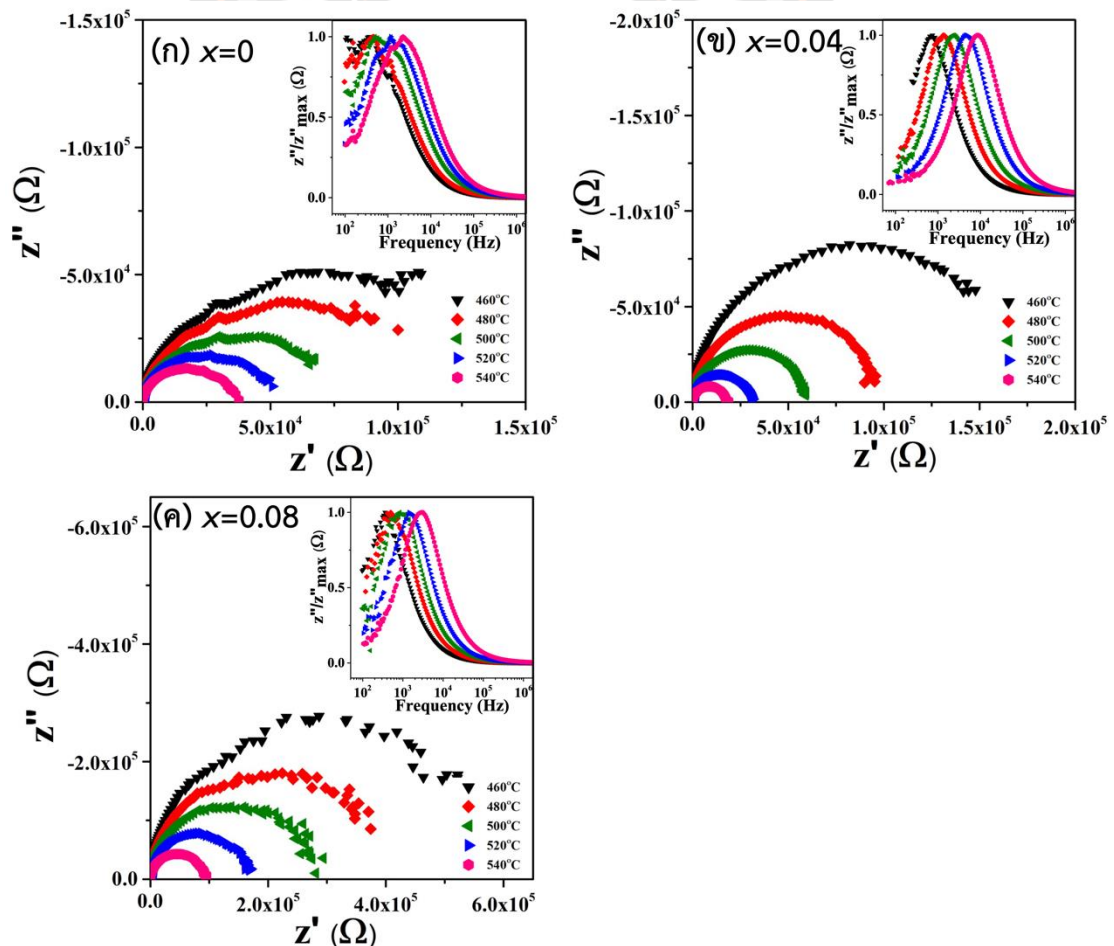 (ก) x=0
z" (Ω)
-1.5x10⁵
-1.0x10⁵
-5.0x10⁴
0.0
0.0
5.0x10⁴
1.0x10⁵
1.5x10⁵
z' (Ω)
460°C
480°C
500°C
520°C
540°C
z"/z"max (Ω)
1.0
0.5
0.0
10² 10³ 10⁴ 10⁵ 10⁶
Frequency (Hz)
(ข) x=0.04
z" (Ω)
-2.0x10⁵
-1.5x10⁵
-1.0x10⁵
-5.0x10⁴
0.0
0.0
5.0x10⁴
1.0x10⁵
1.5x10⁵
2.0x10⁵
z' (Ω)
460°C
480°C
500°C
520°C
540°C
z"/z"max (Ω)
1.0
0.5
0.0
10² 10³ 10⁴ 10⁵ 10⁶
Frequency (Hz)
(ค) x=0.08
z" (Ω)
-6.0x10⁵
-4.0x10⁵
-2.0x10⁵
0.0
0.0
2.0x10⁵
4.0x10⁵
6.0x10⁵
z' (Ω)
460°C
480°C
500°C
520°C
540°C
z"/z"max (Ω)
1.0
0.5
0.0
10² 10³ 10⁴ 10⁵ 10⁶
Frequency (Hz)